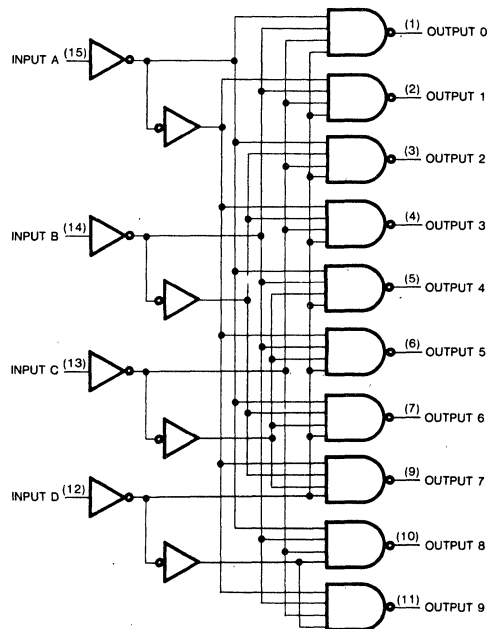 (1) OUTPUT 0
INPUT A (15)
(2) OUTPUT 1
(3) OUTPUT 2
(4) OUTPUT 3
INPUT B (14)
(5) OUTPUT 4
(6) OUTPUT 5
INPUT C (13)
(7) OUTPUT 6
(9) OUTPUT 7
INPUT D (12)
(10) OUTPUT 8
(11) OUTPUT 9